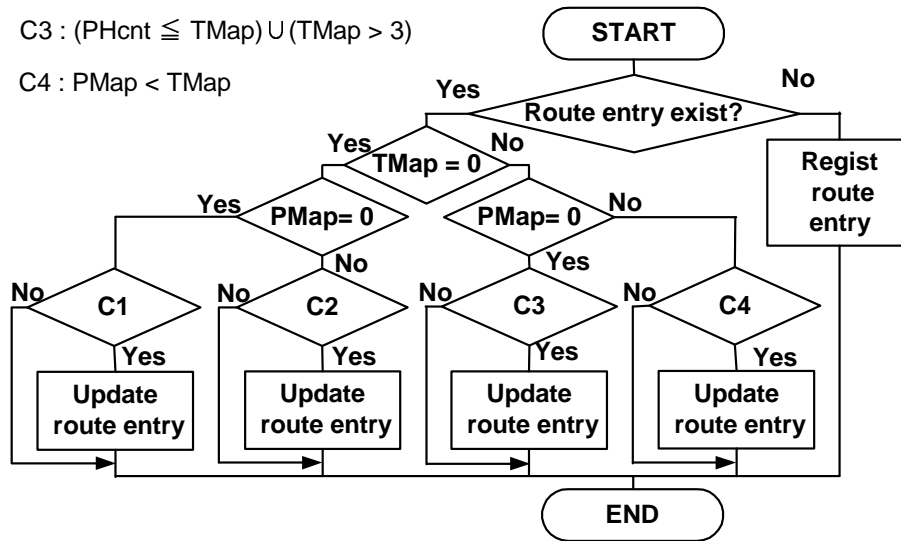 C3 : (PHcnt ≦ TMap)∪(TMap > 3)
START
C4 : PMap < TMap
Yes
No
Route entry exist?
Yes
No
TMap = 0
Regist
route
entry
Yes
PMap= 0
PMap= 0
No
No
Yes
No
C1
No
C2
No
C3
No
C4
Yes
Yes
Yes
Yes
Update
route entry
Update
route entry
Update
route entry
Update
route entry
END